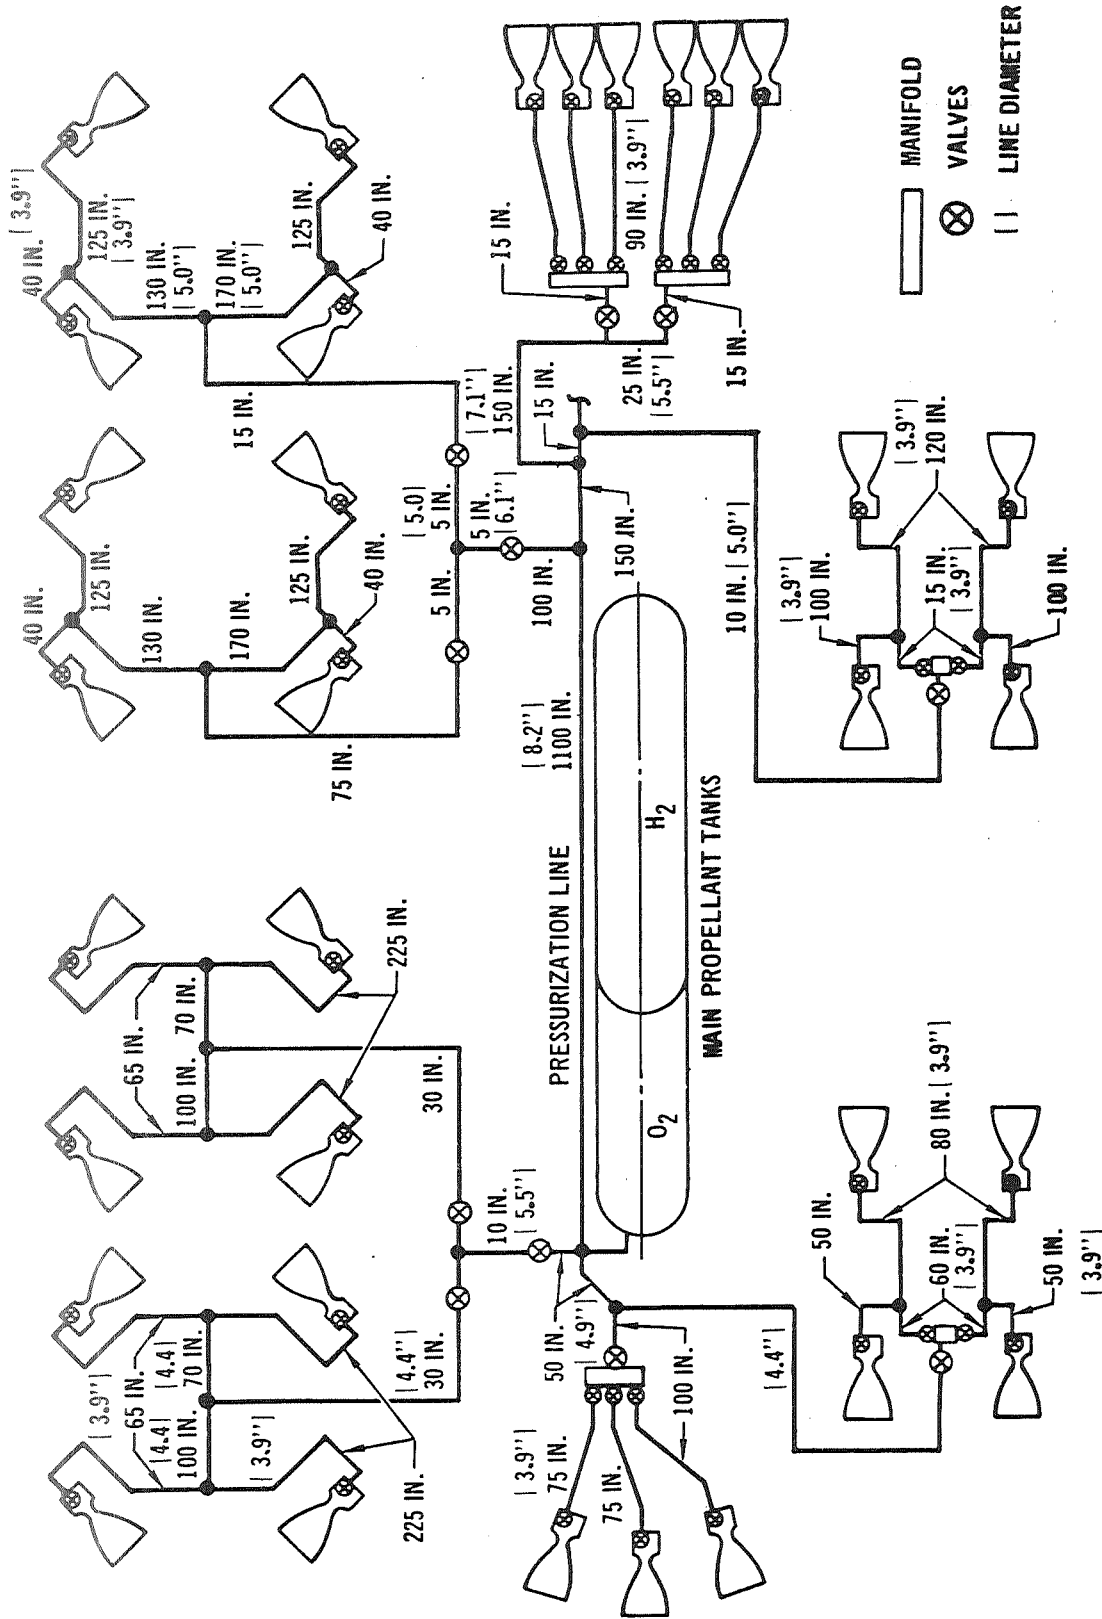 40 IN. [3.9"]
125 IN.
[3.9"]
130 IN.
[5.0"]
170 IN.
[5.0"]
125 IN.
40 IN.
15 IN.
40 IN.
125 IN.
130 IN.
170 IN.
125 IN.
40 IN.
75 IN.
[5.0]
5 IN.
5 IN.
[6.1"]
5 IN.
100 IN.
150 IN.
[7.1"]
150 IN.
15 IN.
15 IN.
90 IN. [3.9"]
25 IN.
[5.5"]
15 IN.
MANIFOLD
VALVES
[ ] LINE DIAMETER
65 IN.
70 IN.
100 IN.
225 IN.
30 IN.
[3.9"]
65 IN.
[4.4]
70 IN.
[4.4]
100 IN.
[3.9"]
225 IN.
[4.4"]
30 IN.
10 IN.
[5.5"]
[8.2"]
1100 IN.
PRESSURIZATION LINE
O2
H2
MAIN PROPELLANT TANKS
50 IN.
[4.9"]
[3.9"]
75 IN.
75 IN.
100 IN.
[4.4"]
50 IN.
80 IN. [3.9"]
60 IN.
[3.9"]
50 IN.
[3.9"]
10 IN. [5.0"]
[3.9"]
100 IN.
[3.9"]
120 IN.
15 IN.
[3.9"]
100 IN.